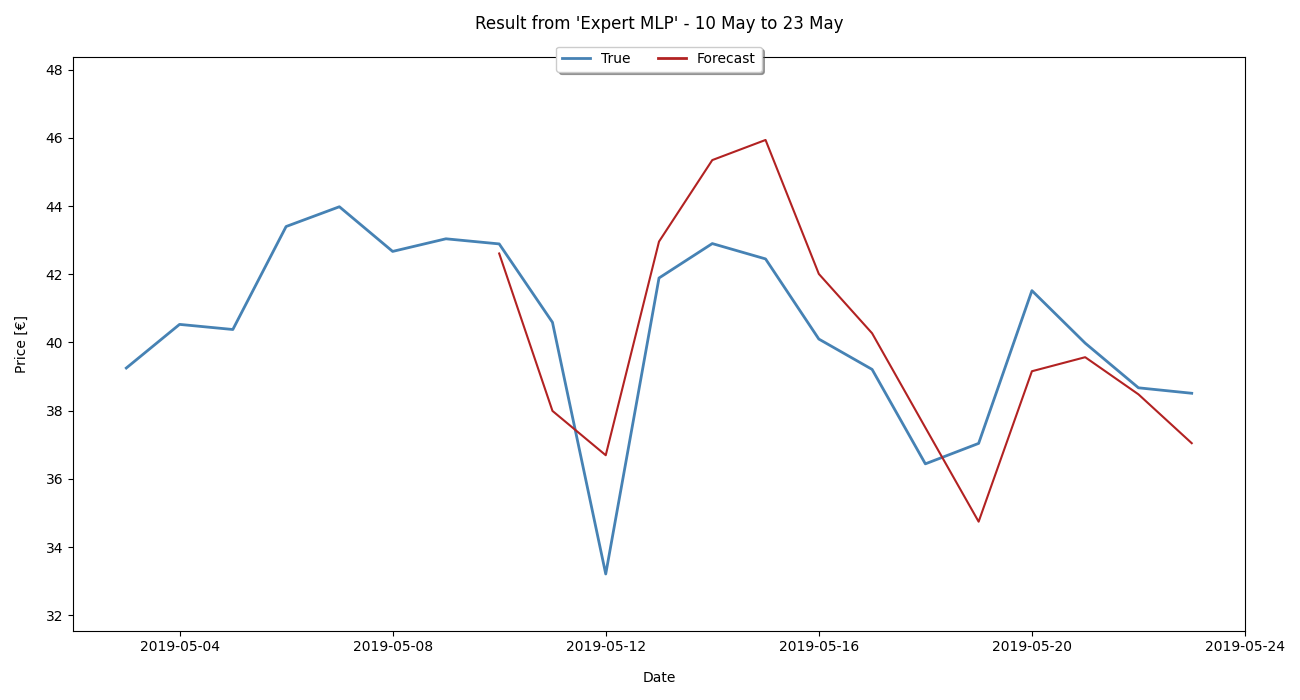 Result from 'Expert MLP' - 10 May to 23 May
True Forecast
48
46
44
42
40
38
36
34
32
Price [€]
2019-05-04 2019-05-08 2019-05-12 2019-05-16 2019-05-20 2019-05-24
Date